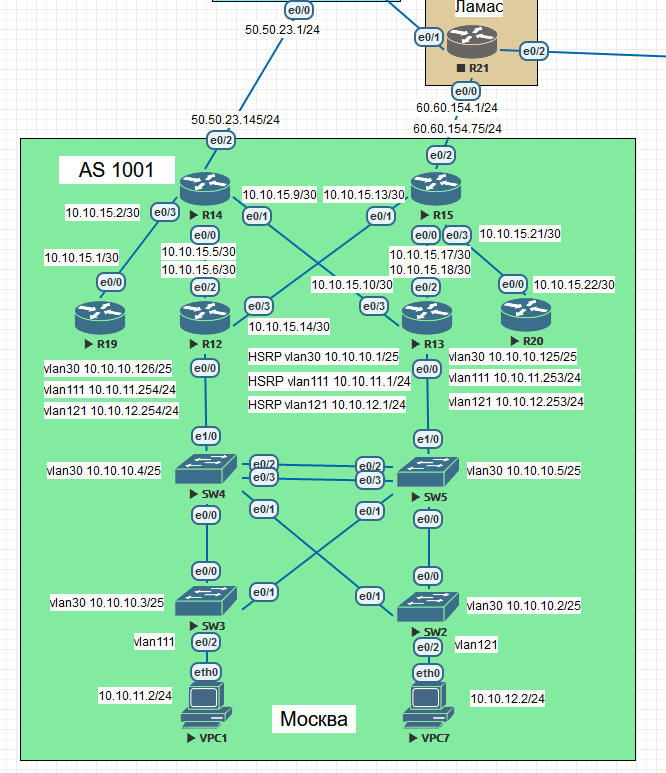 Ламас
e0/0
50.50.23.1/24
e0/1
e0/2
R21
e0/0
60.60.154.1/24
50.50.23.145/24
60.60.154.75/24
e0/2
e0/2
AS 1001
10.10.15.9/30
10.10.15.13/30
10.10.15.2/30
e0/3
R14
e0/1
e0/1
R15
e0/0
e0/0
e0/3
10.10.15.21/30
10.10.15.1/30
10.10.15.5/30
10.10.15.17/30
10.10.15.6/30
10.10.15.18/30
e0/0
e0/2
10.10.15.10/30
e0/2
e0/0
10.10.15.22/30
e0/3
e0/3
R19
R12
10.10.15.14/30
R13
R20
vlan30 10.10.10.126/25
vlan111 10.10.11.254/24
vlan121 10.10.12.254/24
e0/0
HSRP vlan30 10.10.10.1/25
HSRP vlan111 10.10.11.1/24
HSRP vlan121 10.10.12.1/24
e0/0
vlan30 10.10.10.125/25
vlan111 10.10.11.253/24
vlan121 10.10.12.253/24
e1/0
e1/0
vlan30 10.10.10.4/25
e0/2
e0/2
vlan30 10.10.10.5/25
e0/3
e0/3
SW4
SW5
e0/0
e0/1
e0/1
e0/0
e0/0
e0/0
vlan30 10.10.10.3/25
e0/1
e0/1
vlan30 10.10.10.2/25
SW3
SW2
vlan111
e0/2
e0/2
vlan121
eth0
eth0
10.10.11.2/24
10.10.12.2/24
VPC1
Москва
VPC7